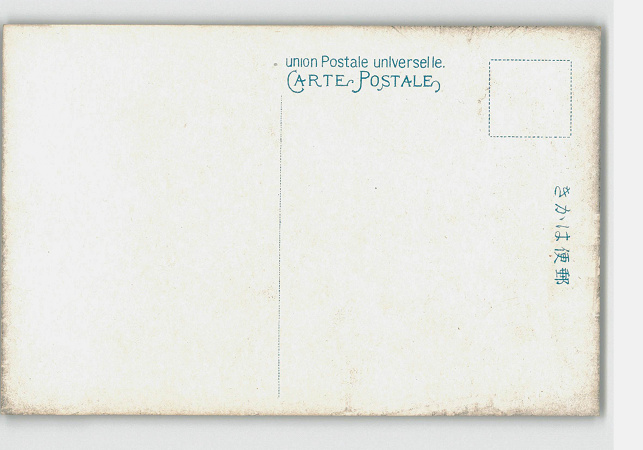 unIon Postale unIverselle.
CARTE POSTALE
郵便はかき